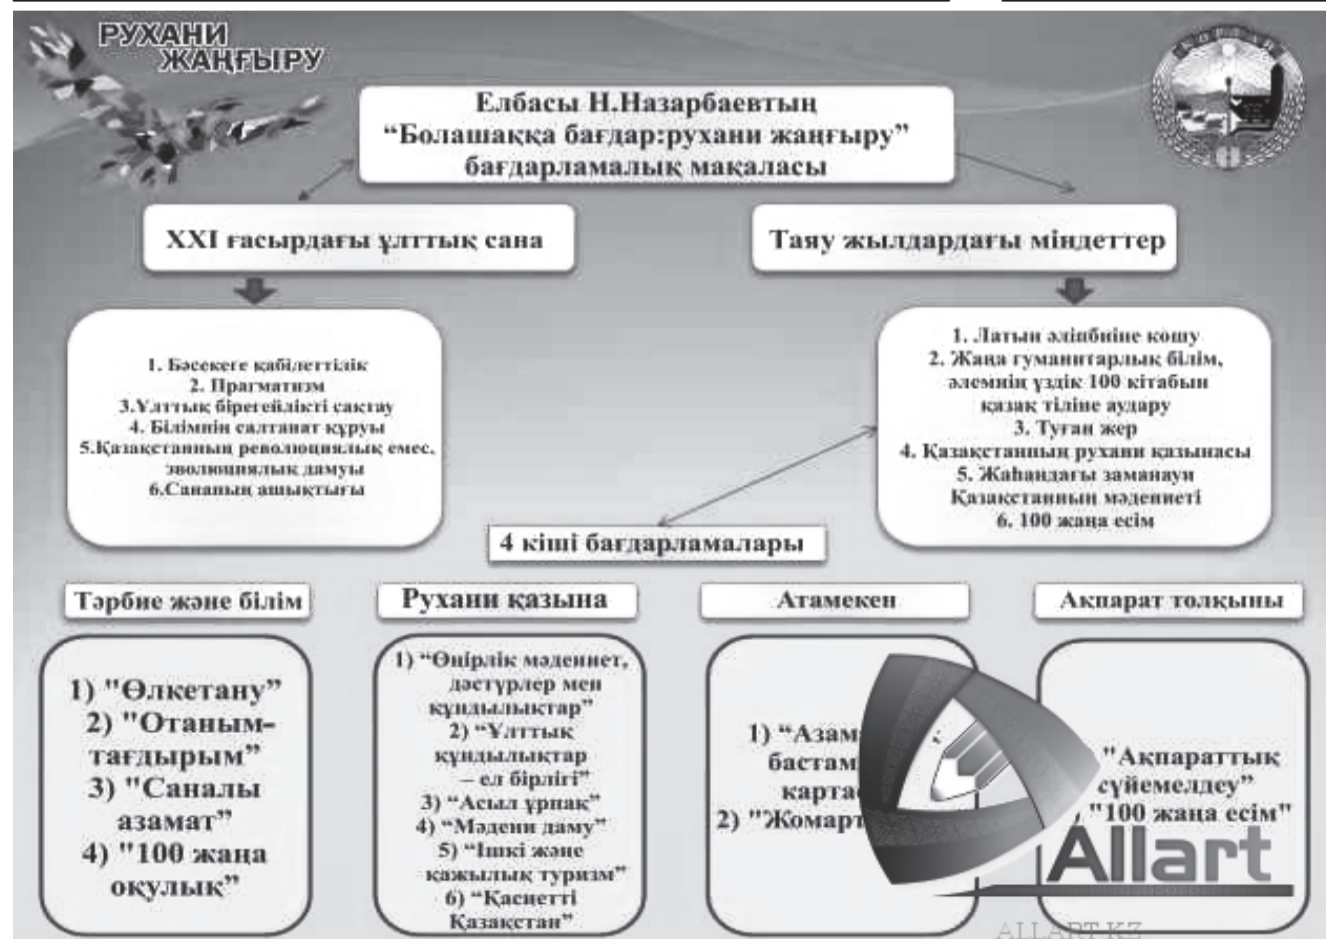 РУХАНИ
ЖАҢҒЫРУ
Елбасы Н.Назарбаевтың
“Болашаққа бағдар:рухани жаңғыру”
бағдарламалық мақаласы
XXI ғасырдағы ұлттық сана
Таяу жылдардағы міндеттер
1. Бәсекеге қабілеттілік
2. Прагматизм
3.Ұлттық бірегейлікті сақтау
4. Білімнің салтанат құруы
5.Қазақстанның революциялық емес,
эволюциялық дамуы
6.Сананың ашықтығы
1. Латын әліпбиіне көшу
2. Жаңа гуманитарлық білім,
әлемнің үздік 100 кітабын
қазақ тіліне аудару
3. Туған жер
4. Қазақстанның рухани қазынасы
5. Жаһандағы заманауи
Қазақстанның мәдениеті
6. 100 жаңа есім
4 кіші бағдарламалары
Тәрбие және білім
1) "Өлкетану”
2) "Отаным-
тағдырым”
3) "Саналы
азамат”
4) "100 жаңа
оқулық”
Рухани қазына
1) “Өңірлік мәдениет,
дәстүрлер мен
құндылықтар”
2) “Ұлттық
құндылықтар
– ел бірлігі”
3) “Асыл ұрпақ”
4) “Мәдени даму”
5) “Ішкі және
қажылық туризм”
6) “Қасиетті
Қазақстан”
Атамекен
1) “Азам
бастам
карта
2) "Жомарт
Ақпарат толқыны
"Ақпараттық
сүйемелдеу”
"100 жаңа есім"
Allart
ALLART.KZ